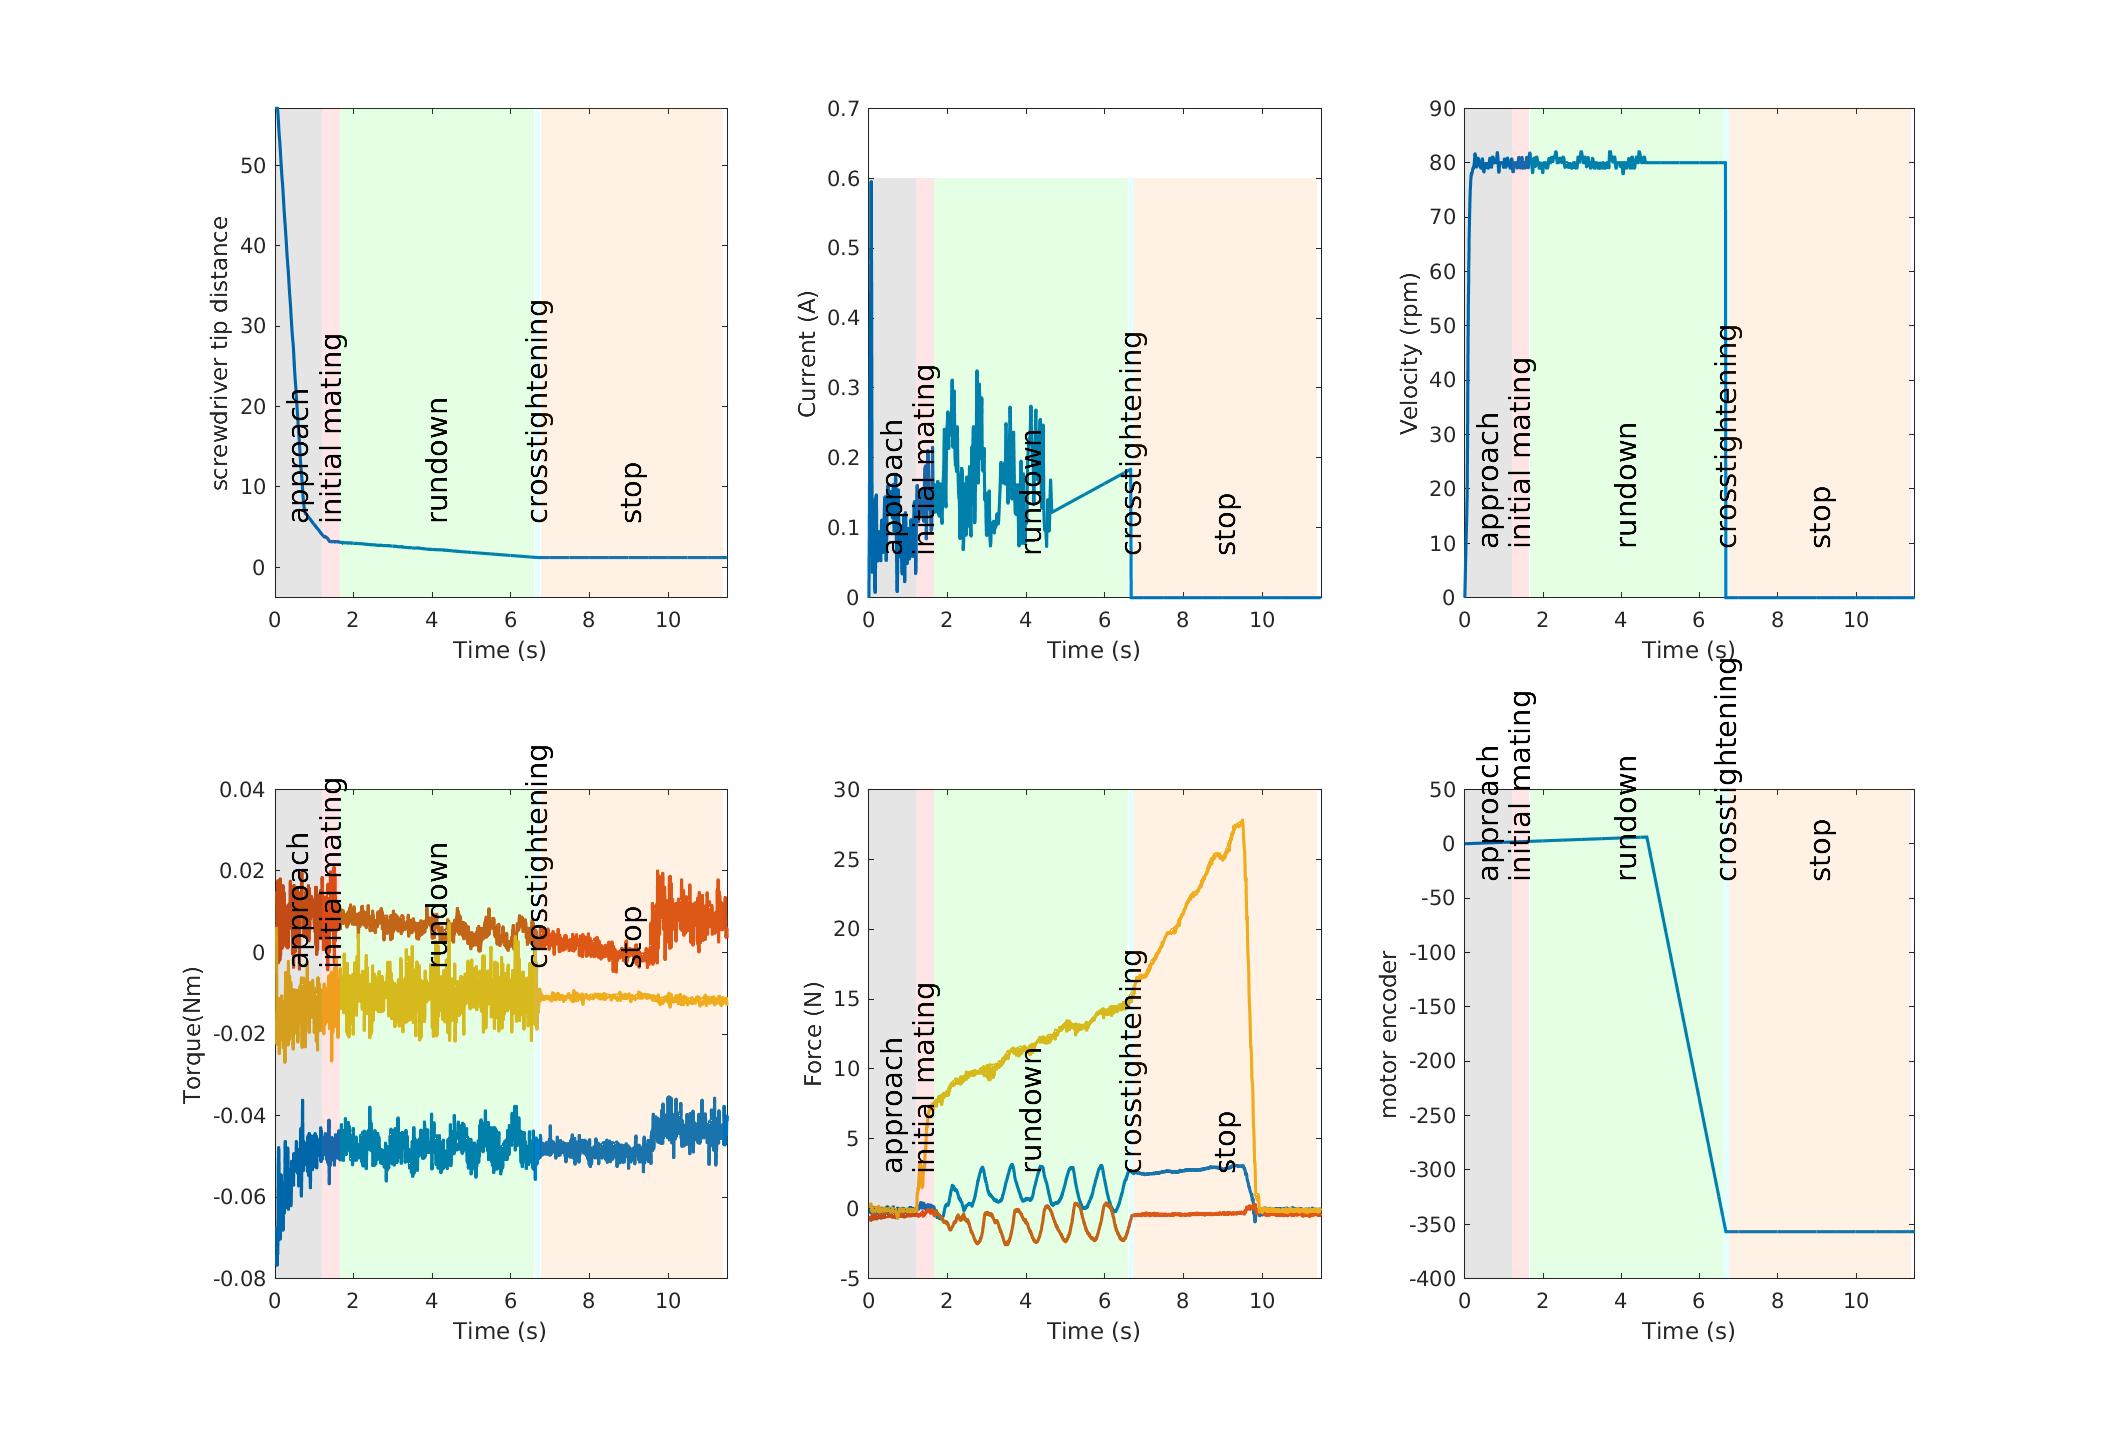 screwdriver tip distance
50
40
30
20
10
0
approach
initial mating
rundown
crosstightening
stop
0 2 4 6 8 10
Time (s)
Current (A)
0.7
0.6
0.5
0.4
0.3
0.2
0.1
0
approach
initial mating
rundown
crosstightening
stop
0 2 4 6 8 10
Time (s)
Velocity (rpm)
90
80
70
60
50
40
30
20
10
0
approach
initial mating
rundown
crosstightening
stop
0 2 4 6 8 10
Time (s)
Torque(Nm)
0.04
0.02
0
-0.02
-0.04
-0.06
-0.08
approach
initial mating
rundown
crosstightening
stop
0 2 4 6 8 10
Time (s)
Force (N)
30
25
20
15
10
5
0
-5
approach
initial mating
rundown
crosstightening
stop
0 2 4 6 8 10
Time (s)
motor encoder
50
0
-50
-100
-150
-200
-250
-300
-350
-400
approach
initial mating
rundown
crosstightening
stop
0 2 4 6 8 10
Time (s)